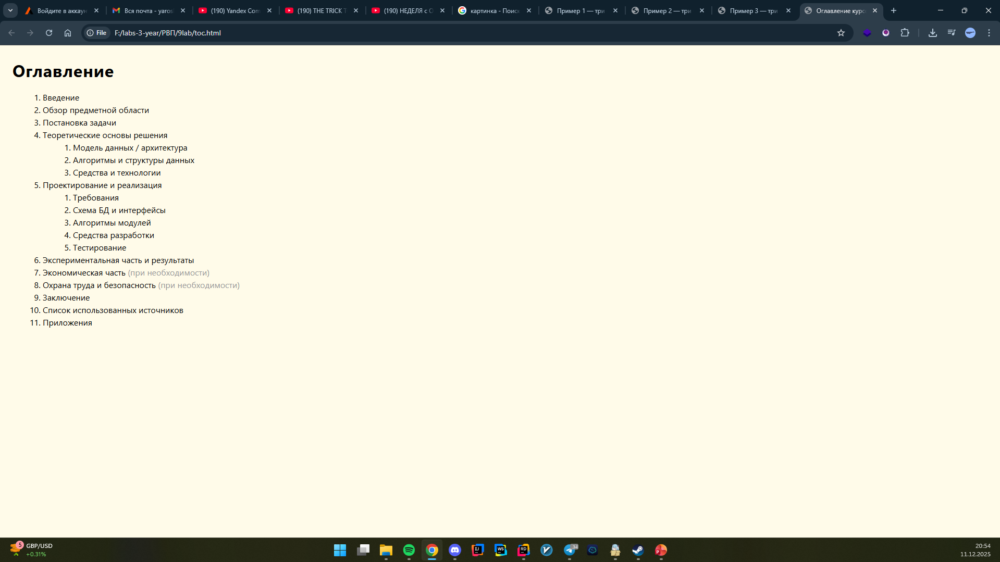 Войдите в аккаун
Вся почта - yaros
(190) Yandex Com
(190) THE TRICK T
(190) НЕДЕЛЯ с О
картинка - Поиск
Пример 1 — три
Пример 2 — три
Пример 3 — три
Оглавление курс
File F:/labs-3-year/РВП/9lab/toc.html
Оглавление
1. Введение
2. Обзор предметной области
3. Постановка задачи
4. Теоретические основы решения
1. Модель данных / архитектура
2. Алгоритмы и структуры данных
3. Средства и технологии
5. Проектирование и реализация
1. Требования
2. Схема БД и интерфейсы
3. Алгоритмы модулей
4. Средства разработки
5. Тестирование
6. Экспериментальная часть и результаты
7. Экономическая часть (при необходимости)
8. Охрана труда и безопасность (при необходимости)
9. Заключение
10. Список использованных источников
11. Приложения
5 GBP/USD
+0.31%
IJ
WS
RD
34
P
20:54
11.12.2025